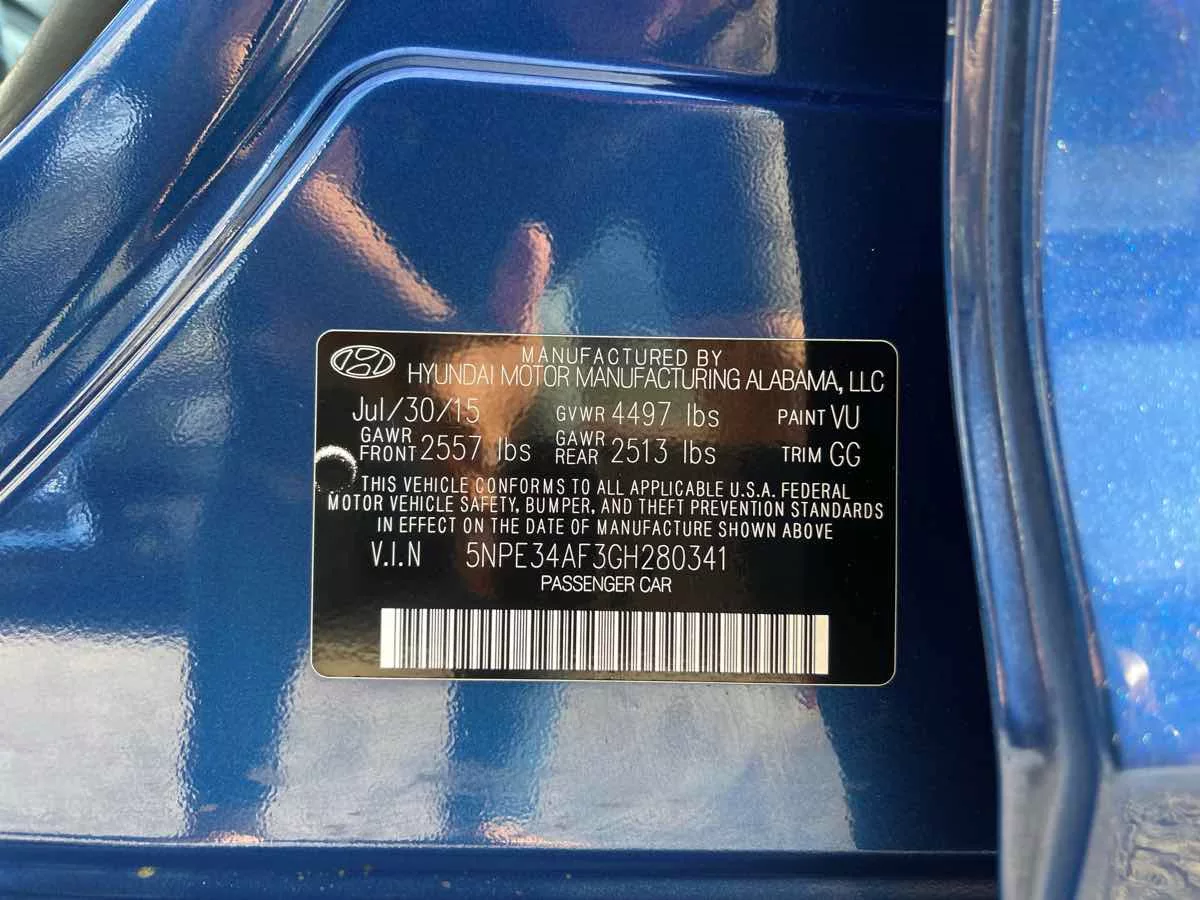 MANUFACTURED BY
HYUNDAI MOTOR MANUFACTURING ALABAMA, LLC
Jul/30/15 GVWR 4497 lbs PAINT VU
GAWR FRONT 2557 lbs GAWR REAR 2513 lbs TRIM GG
THIS VEHICLE CONFORMS TO ALL APPLICABLE U.S.A. FEDERAL
MOTOR VEHICLE SAFETY, BUMPER, AND THEFT PREVENTION STANDARDS
IN EFFECT ON THE DATE OF MANUFACTURE SHOWN ABOVE
V.I.N 5NPE34AF3GH280341
PASSENGER CAR